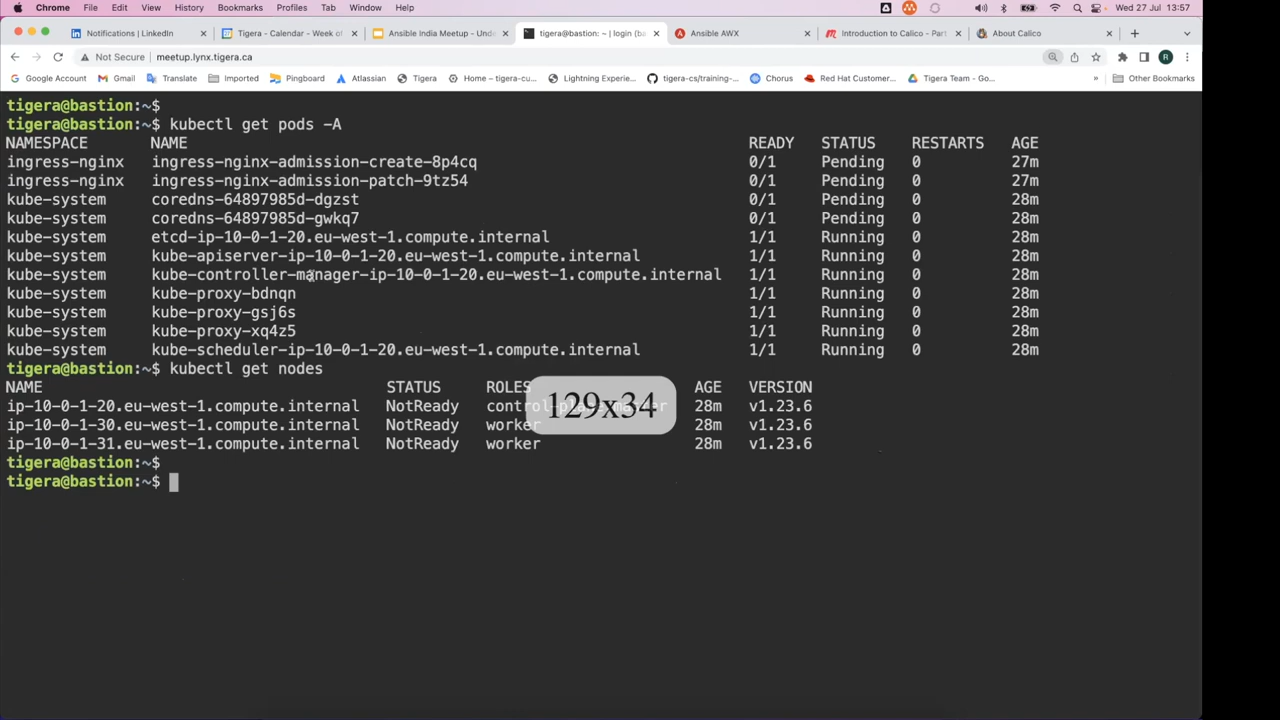 Chrome File Edit View History Bookmarks Profiles Tab Window Help Wed 27 Jul 13:57
Notifications | LinkedIn × Tigera - Calendar - Week of × Ansible India Meetup - Und × tigera@bastion: ~ | login (ba × Ansible AWX × Introduction to Calico - Part × About Calico ×
Not Secure | meetup.lynx.tigera.ca R
Google Account Gmail Translate Imported Pingboard Atlassian Tigera Home – tigera-cu... Lightning Experie... tigera-cs/training-... Chorus Red Hat Customer... Tigera Team - Go... » Other Bookmarks
tigera@bastion:~$
tigera@bastion:~$ kubectl get pods -A
NAMESPACE NAME READY STATUS RESTARTS AGE
ingress-nginx ingress-nginx-admission-create-8p4cq 0/1 Pending 0 27m
ingress-nginx ingress-nginx-admission-patch-9tz54 0/1 Pending 0 27m
kube-system coredns-64897985d-dgzst 0/1 Pending 0 28m
kube-system coredns-64897985d-gwkq7 0/1 Pending 0 28m
kube-system etcd-ip-10-0-1-20.eu-west-1.compute.internal 1/1 Running 0 28m
kube-system kube-apiserver-ip-10-0-1-20.eu-west-1.compute.internal 1/1 Running 0 28m
kube-system kube-controller-manager-ip-10-0-1-20.eu-west-1.compute.internal 1/1 Running 0 28m
kube-system kube-proxy-bdnqn 1/1 Running 0 28m
kube-system kube-proxy-gsj6s 1/1 Running 0 28m
kube-system kube-proxy-xq4z5 1/1 Running 0 28m
kube-system kube-scheduler-ip-10-0-1-20.eu-west-1.compute.internal 1/1 Running 0 28m
tigera@bastion:~$ kubectl get nodes
NAME STATUS ROLES AGE VERSION
ip-10-0-1-20.eu-west-1.compute.internal NotReady 28m v1.23.6
ip-10-0-1-30.eu-west-1.compute.internal NotReady worker 28m v1.23.6
ip-10-0-1-31.eu-west-1.compute.internal NotReady worker 28m v1.23.6
129x34
tigera@bastion:~$
tigera@bastion:~$